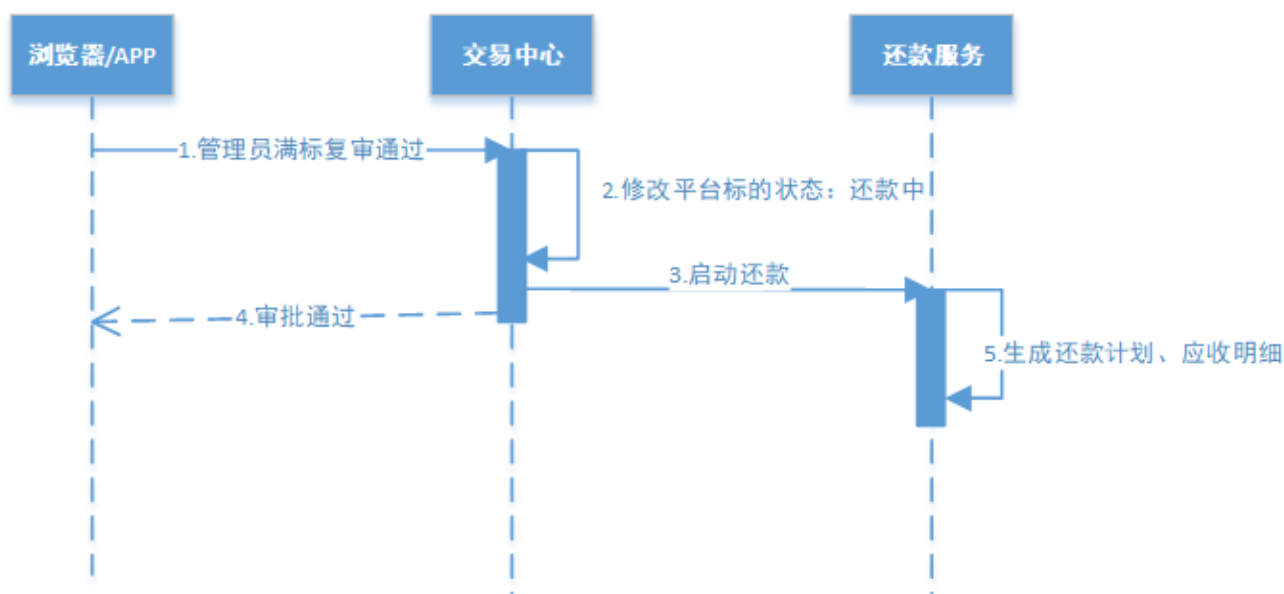 浏览器/APP
交易中心
还款服务
1.管理员满标复审通过
2.修改平台标的状态：还款中
3.启动还款
4.审批通过
5.生成还款计划、应收明细